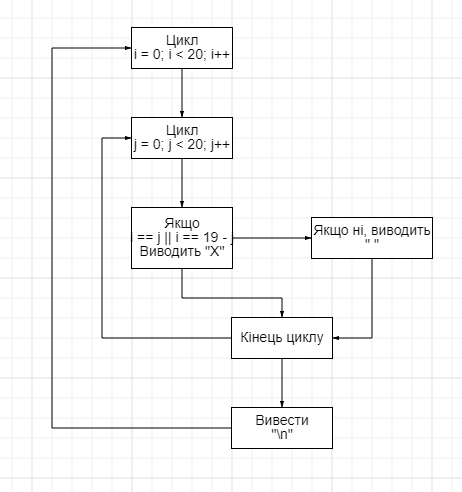 Цикл
i = 0; i < 20; i++
Цикл
j = 0; j < 20; j++
Якщо
i == j || i == 19 - j
Виводить "X"
Якщо ні, виводить
" "
Кінець циклу
Вивести
"\n"